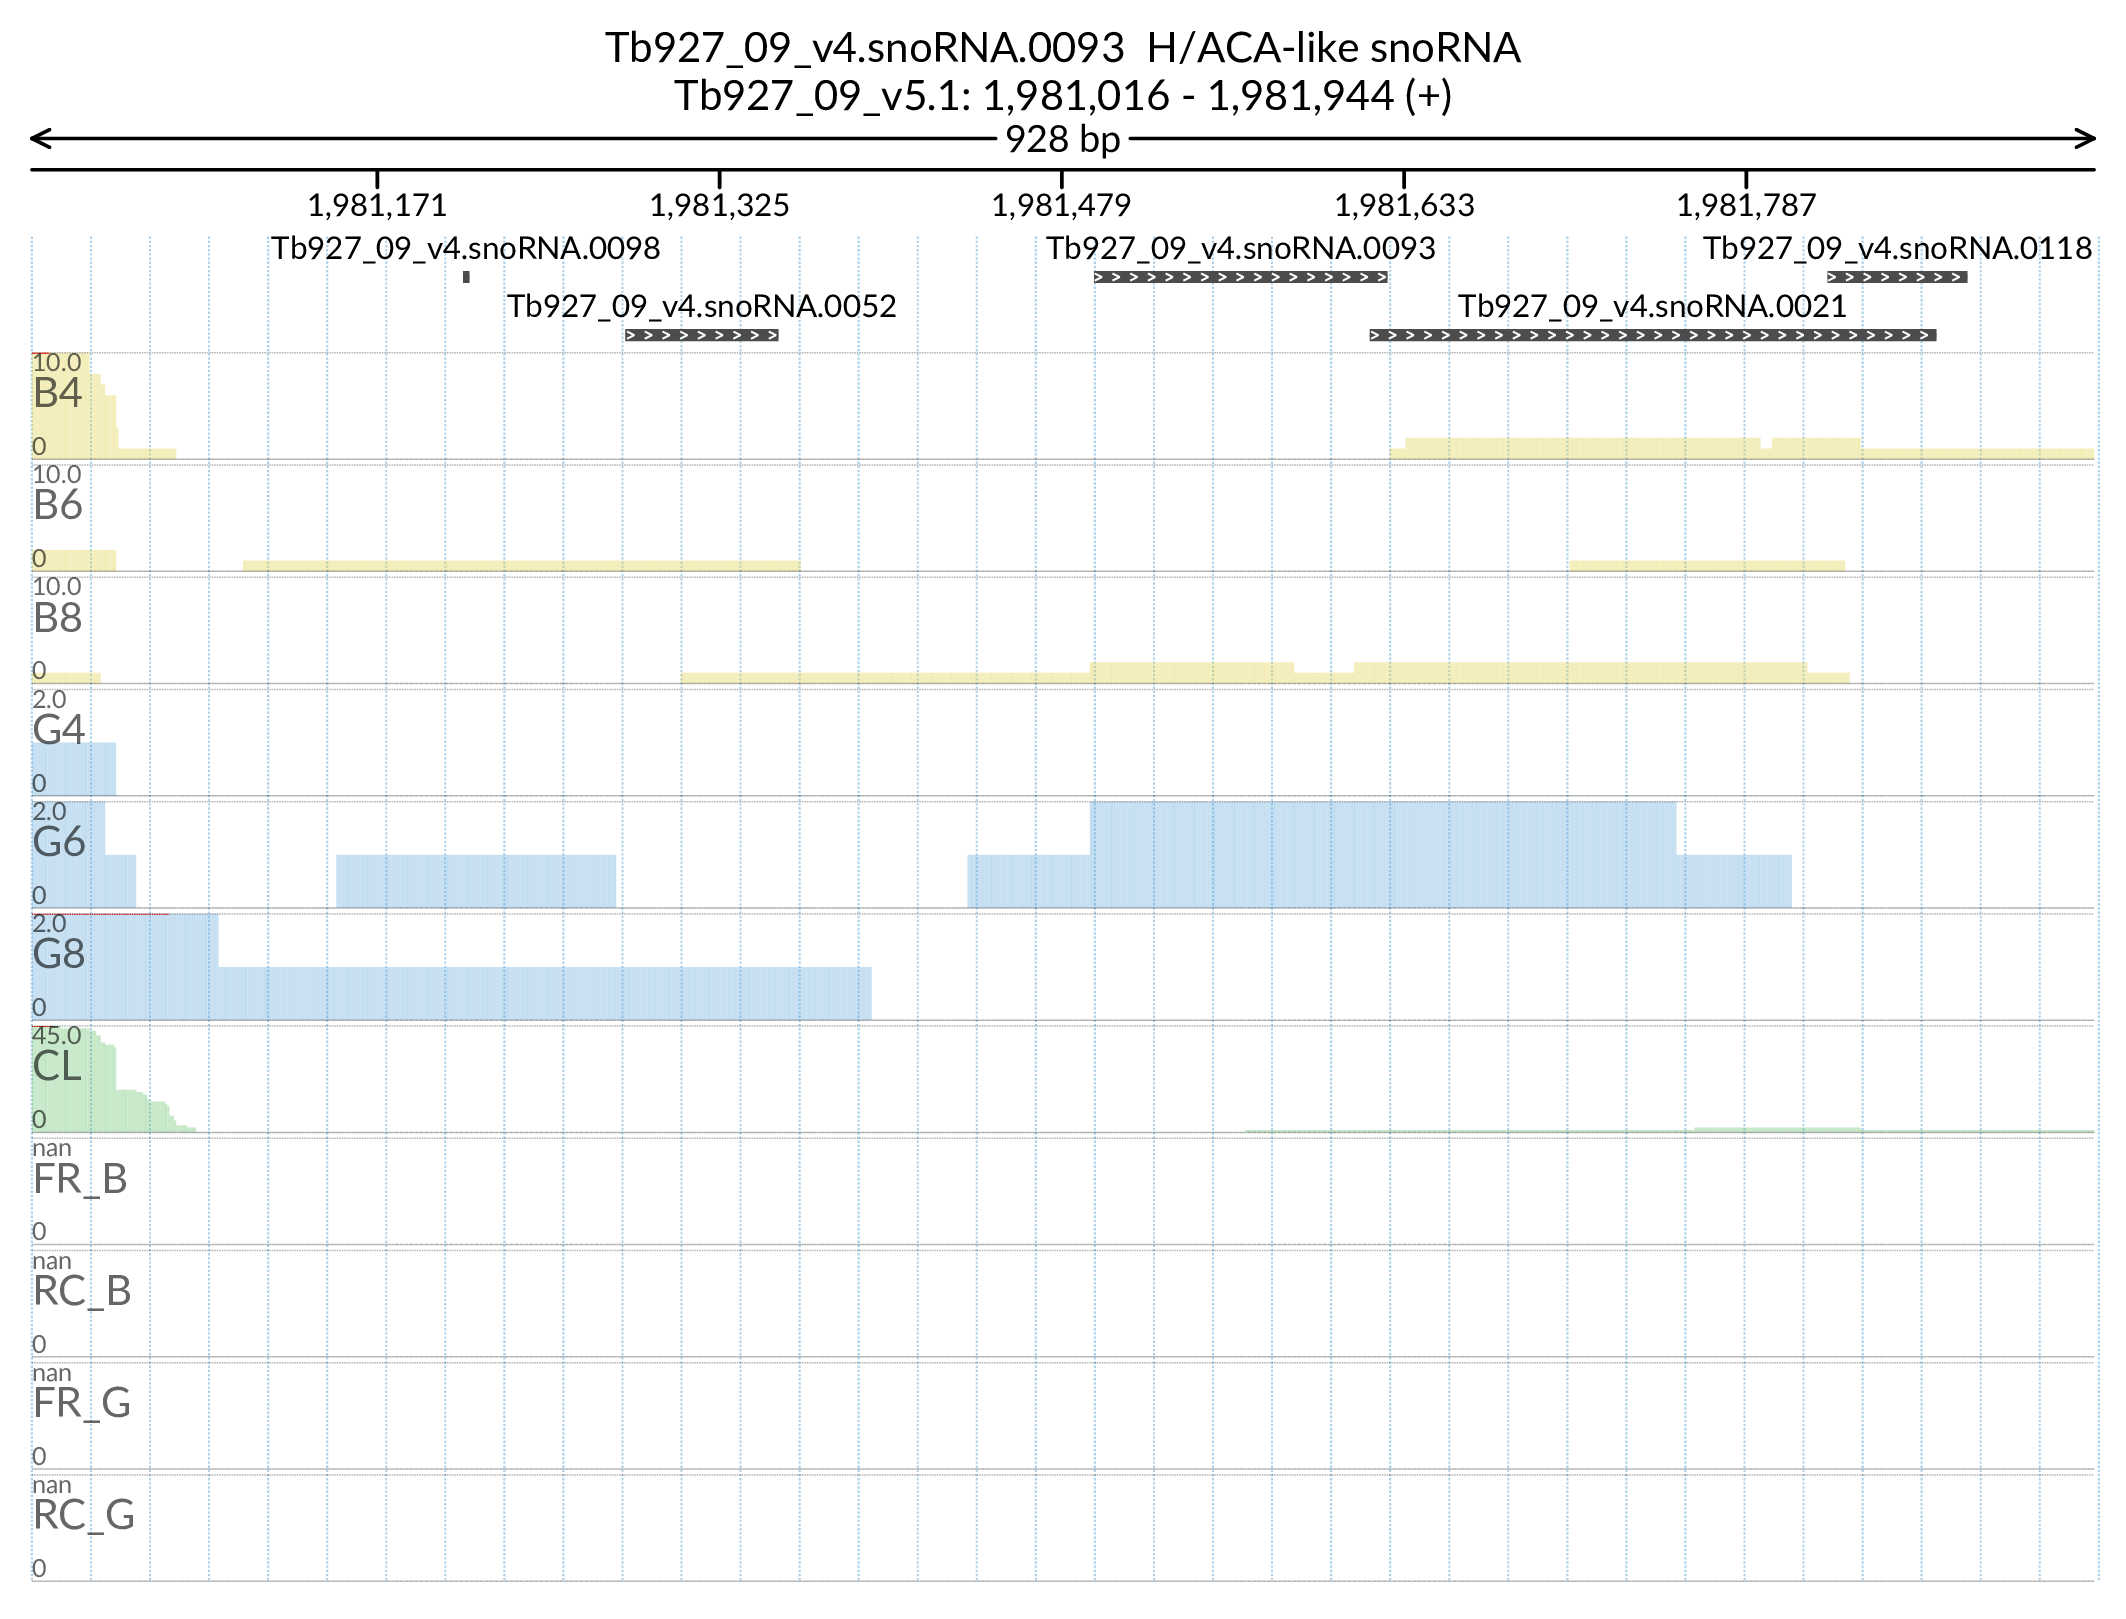 Tb927_09_v4.snoRNA.0093 H/ACA-like snoRNA
Tb927_09_v5.1: 1,981,016 - 1,981,944 (+)
928 bp
1,981,171 1,981,325 1,981,479 1,981,633 1,981,787
Tb927_09_v4.snoRNA.0098 Tb927_09_v4.snoRNA.0093 Tb927_09_v4.snoRNA.0118
Tb927_09_v4.snoRNA.0052 Tb927_09_v4.snoRNA.0021
10.0
B4
0
10.0
B6
0
10.0
B8
0
2.0
G4
0
2.0
G6
0
2.0
G8
0
45.0
CL
0
nan
FR_B
0
nan
RC_B
0
nan
FR_G
0
nan
RC_G
0